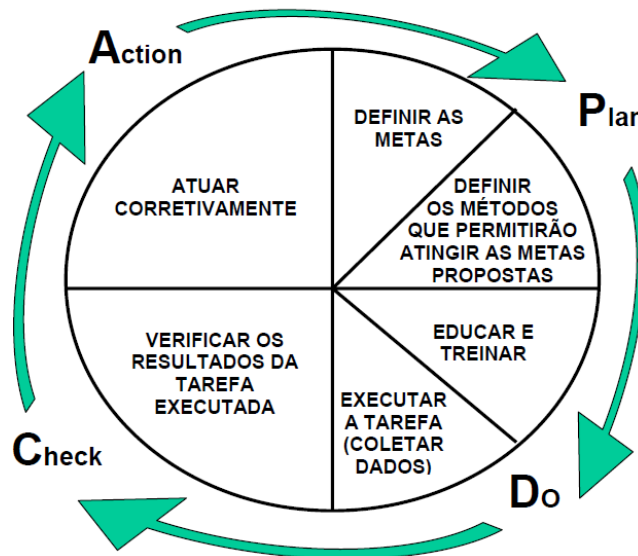 Action
Plan
DEFINIR AS
METAS
DEFINIR
OS MÉTODOS
QUE PERMITIRÃO
ATINGIR AS METAS
PROPOSTAS
EDUCAR E
TREINAR
EXECUTAR
A TAREFA
(COLETAR
DADOS)
DO
VERIFICAR OS
RESULTADOS DA
TAREFA
EXECUTADA
Check
ATUAR
CORRETIVAMENTE